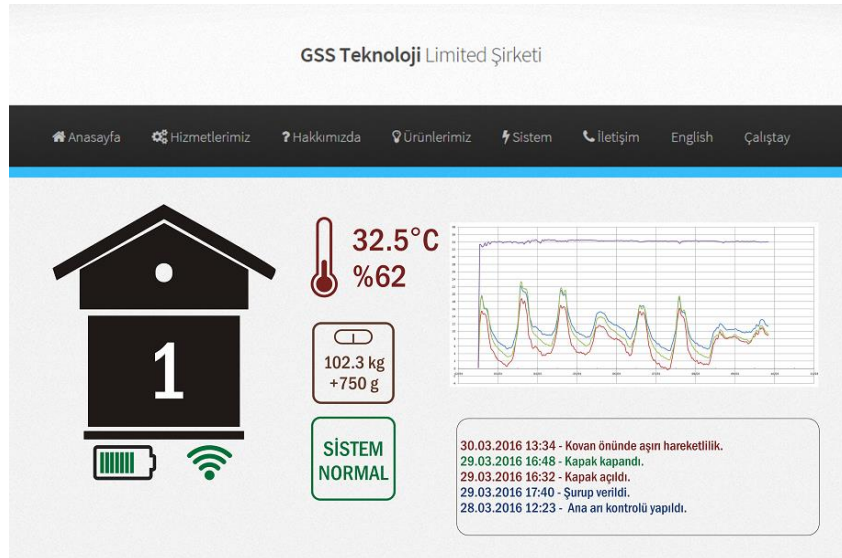 GSS Teknoloji Limited Şirketi
Anasayfa Hizmetlerimiz ? Hakkımızda Ürünlerimiz Sistem İletişim English Çalıştay
32.5°C
%62
1
102.3 kg
+750 g
SİSTEM
NORMAL
30.03.2016 13:34 - Kovan önünde aşırı hareketlilik.
29.03.2016 16:48 - Kapak kapandı.
29.03.2016 16:32 - Kapak açıldı.
29.03.2016 17:40 - Şurup verildi.
28.03.2016 12:23 - Ana arı kontrolü yapıldı.